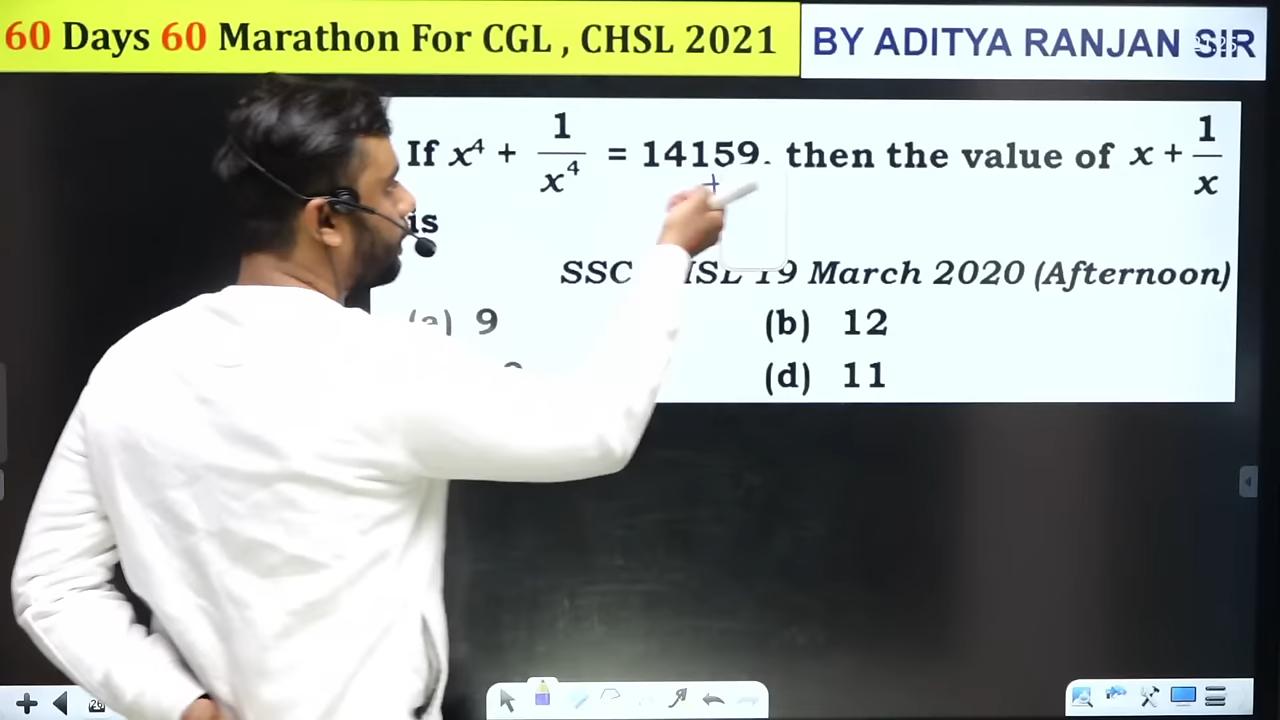 60 Days 60 Marathon For CGL , CHSL 2021
BY ADITYA RANJAN SIR
If x⁴ + 1/x⁴ = 14159. then the value of x + 1/x
is
SSC 19 March 2020 (Afternoon)
(a) 9
(b) 12
(d) 11